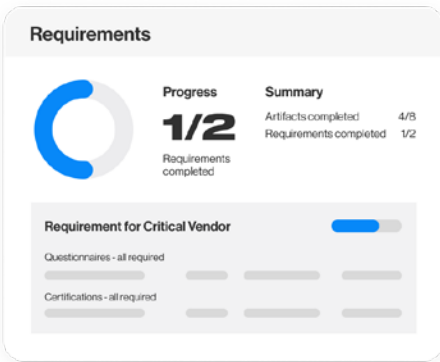 Requirements
Progress
1/2
Requirements
completed
Summary
Artifacts completed 4/8
Requirements completed 1/2
Requirement for Critical Vendor
Questionnaires - all required
Certifications - all required